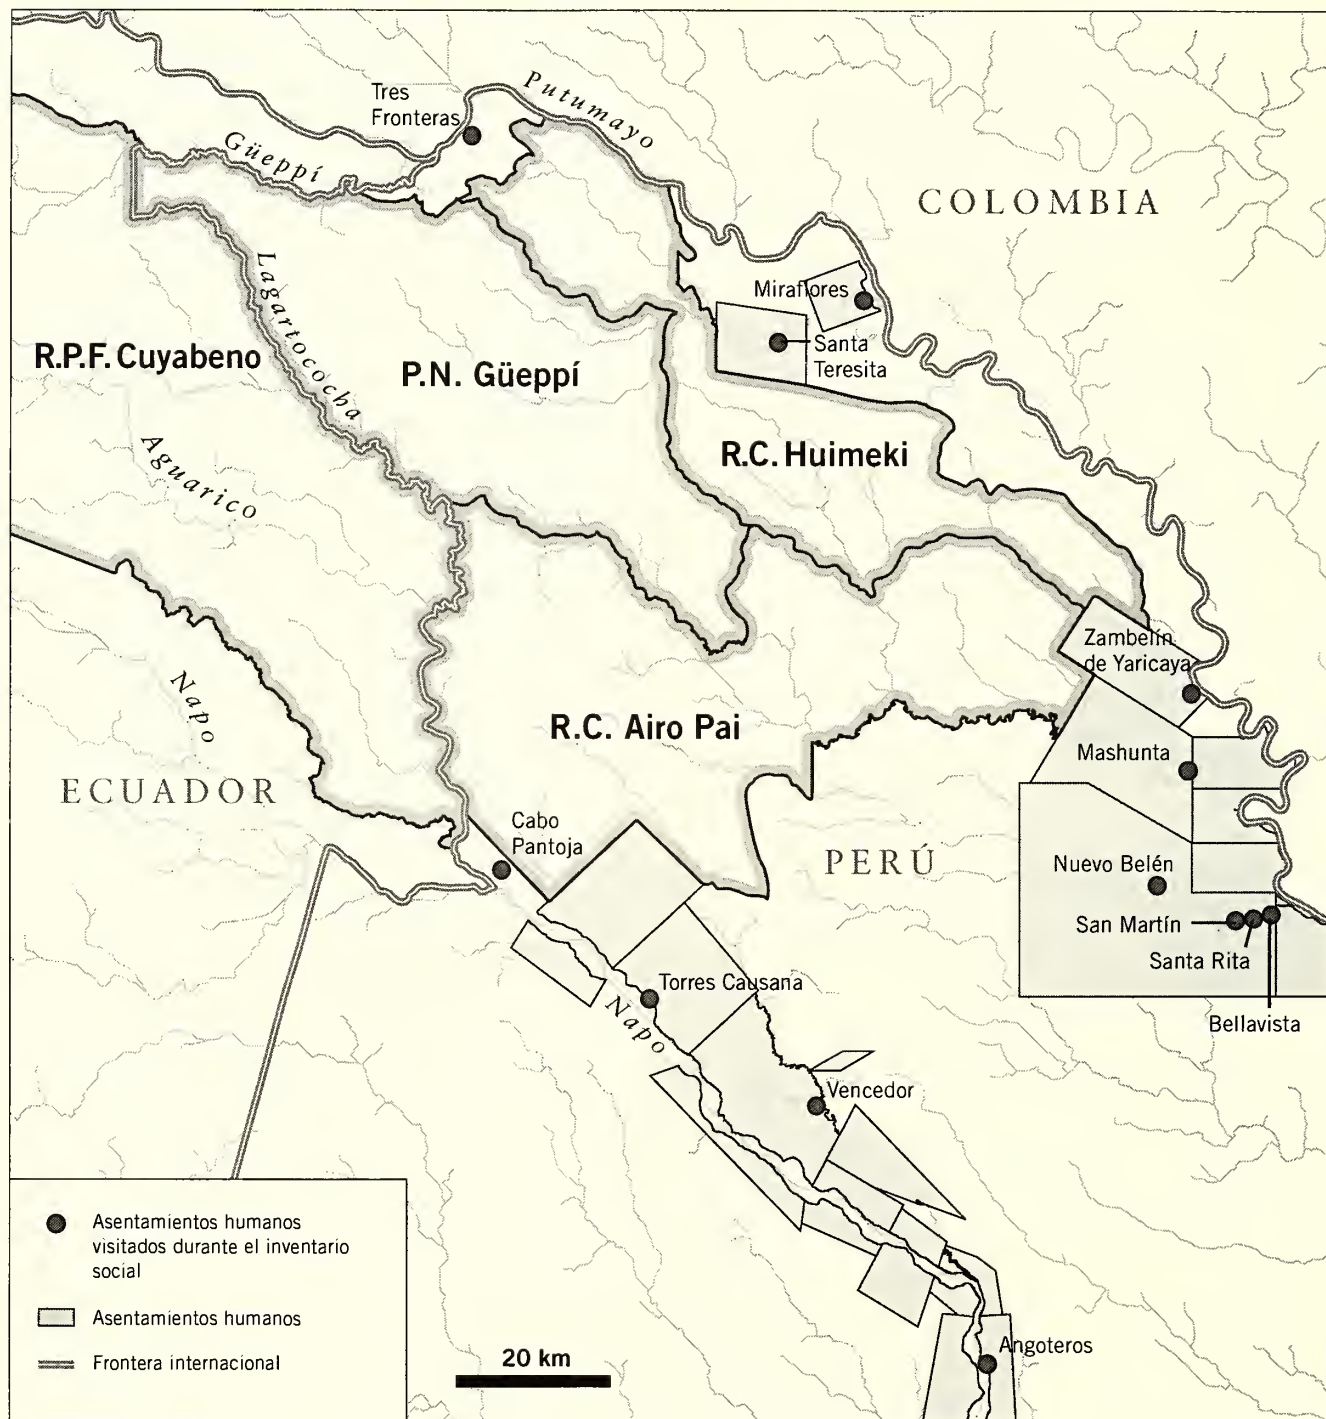 Tres
Fronteras
Putumayo
Güeppí
COLOMBIA
Lagartococha
Miraflores
Santa
Teresita
R.P.F. Cuyabeno
P.N. Güeppí
R.C. Huimeki
Aguarico
Zambelín
de Yaricaya
Napo
R.C. Airo Pai
Mashunta
ECUADOR
Cabo
Pantoja
PERÚ
Nuevo Belén
San Martín
Santa Rita
Torres Causana
Napo
Bellavista
Vencedor
Asentamientos humanos
visitados durante el inventario
social
Asentamientos humanos
Frontera internacional
20 km
Angoteros